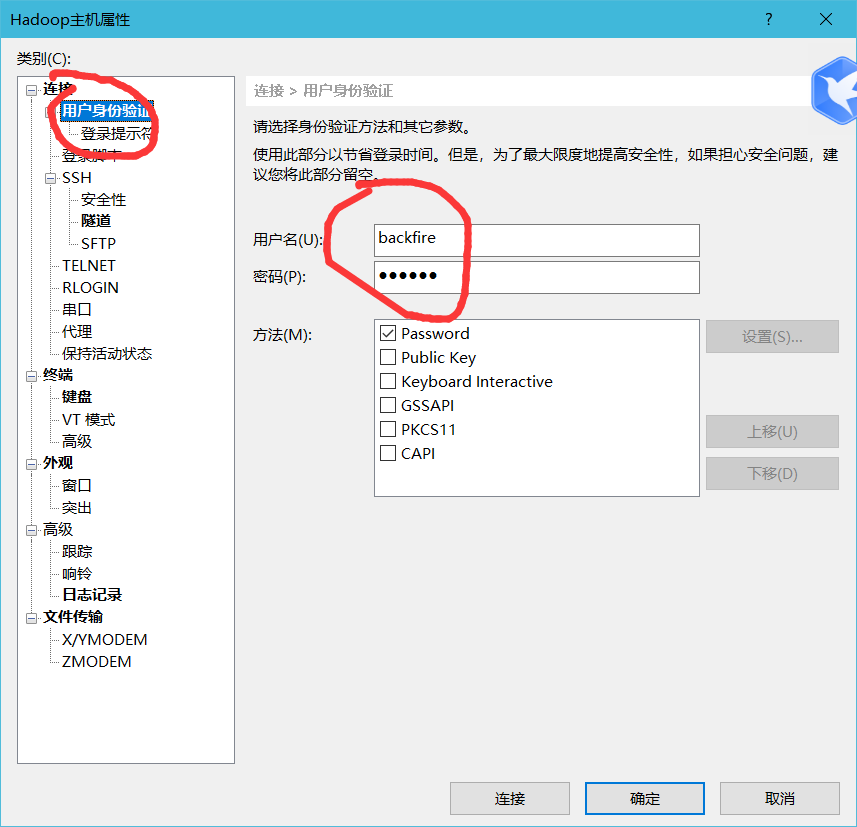 Hadoop主机属性
类别(C):
连接
用户身份验证
登录提示符
登录脚本
SSH
安全性
隧道
SFTP
TELNET
RLOGIN
串口
代理
保持活动状态
终端
键盘
VT 模式
高级
外观
窗口
突出
高级
跟踪
响铃
日志记录
文件传输
X/YMODEM
ZMODEM
连接 > 用户身份验证
请选择身份验证方法和其它参数。
使用此部分以节省登录时间。但是，为了最大限度地提高安全性，如果担心安全问题，建
议您将此部分留空。
用户名(U):
backfire
密码(P):
●●●●●●
方法(M):
Password
Public Key
Keyboard Interactive
GSSAPI
PKCS11
CAPI
设置(S)...
上移(U)
下移(D)
连接
确定
取消